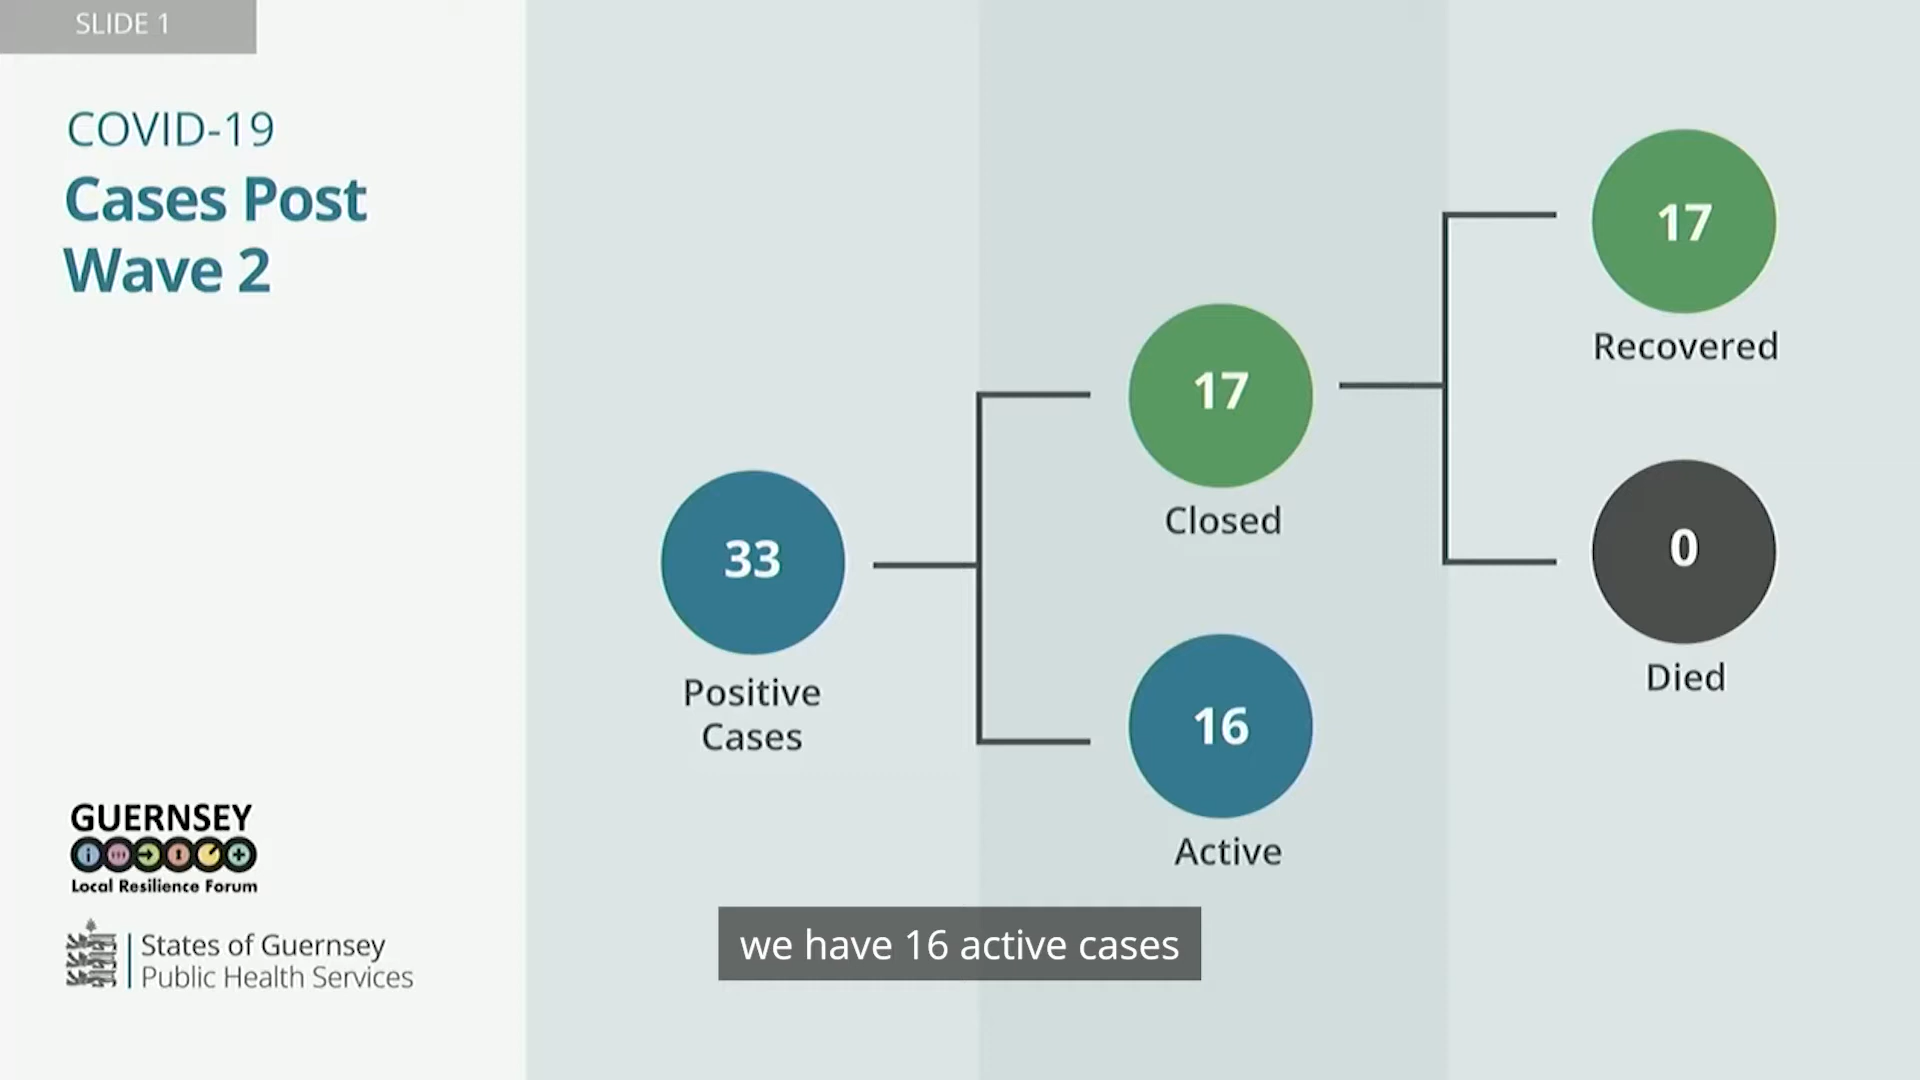 SLIDE 1
COVID-19
Cases Post
Wave 2
33
Positive
Cases
17
Closed
16
Active
17
Recovered
0
Died
GUERNSEY
Local Resilience Forum
States of Guernsey
Public Health Services
we have 16 active cases